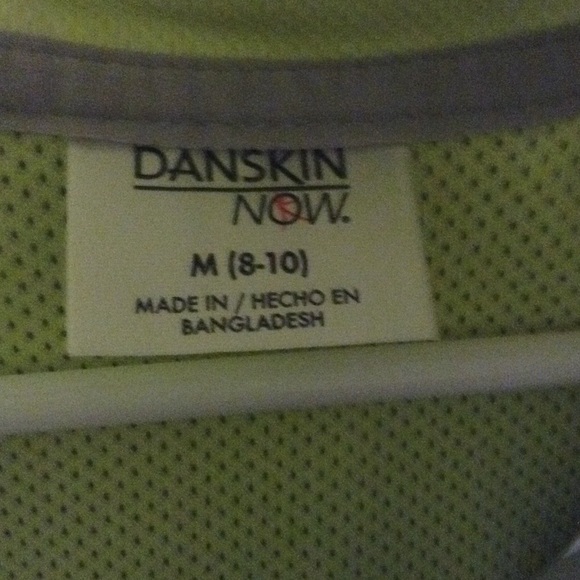 DANSKIN
NOW.
M (8-10)
MADE IN / HECHO EN
BANGLADESH